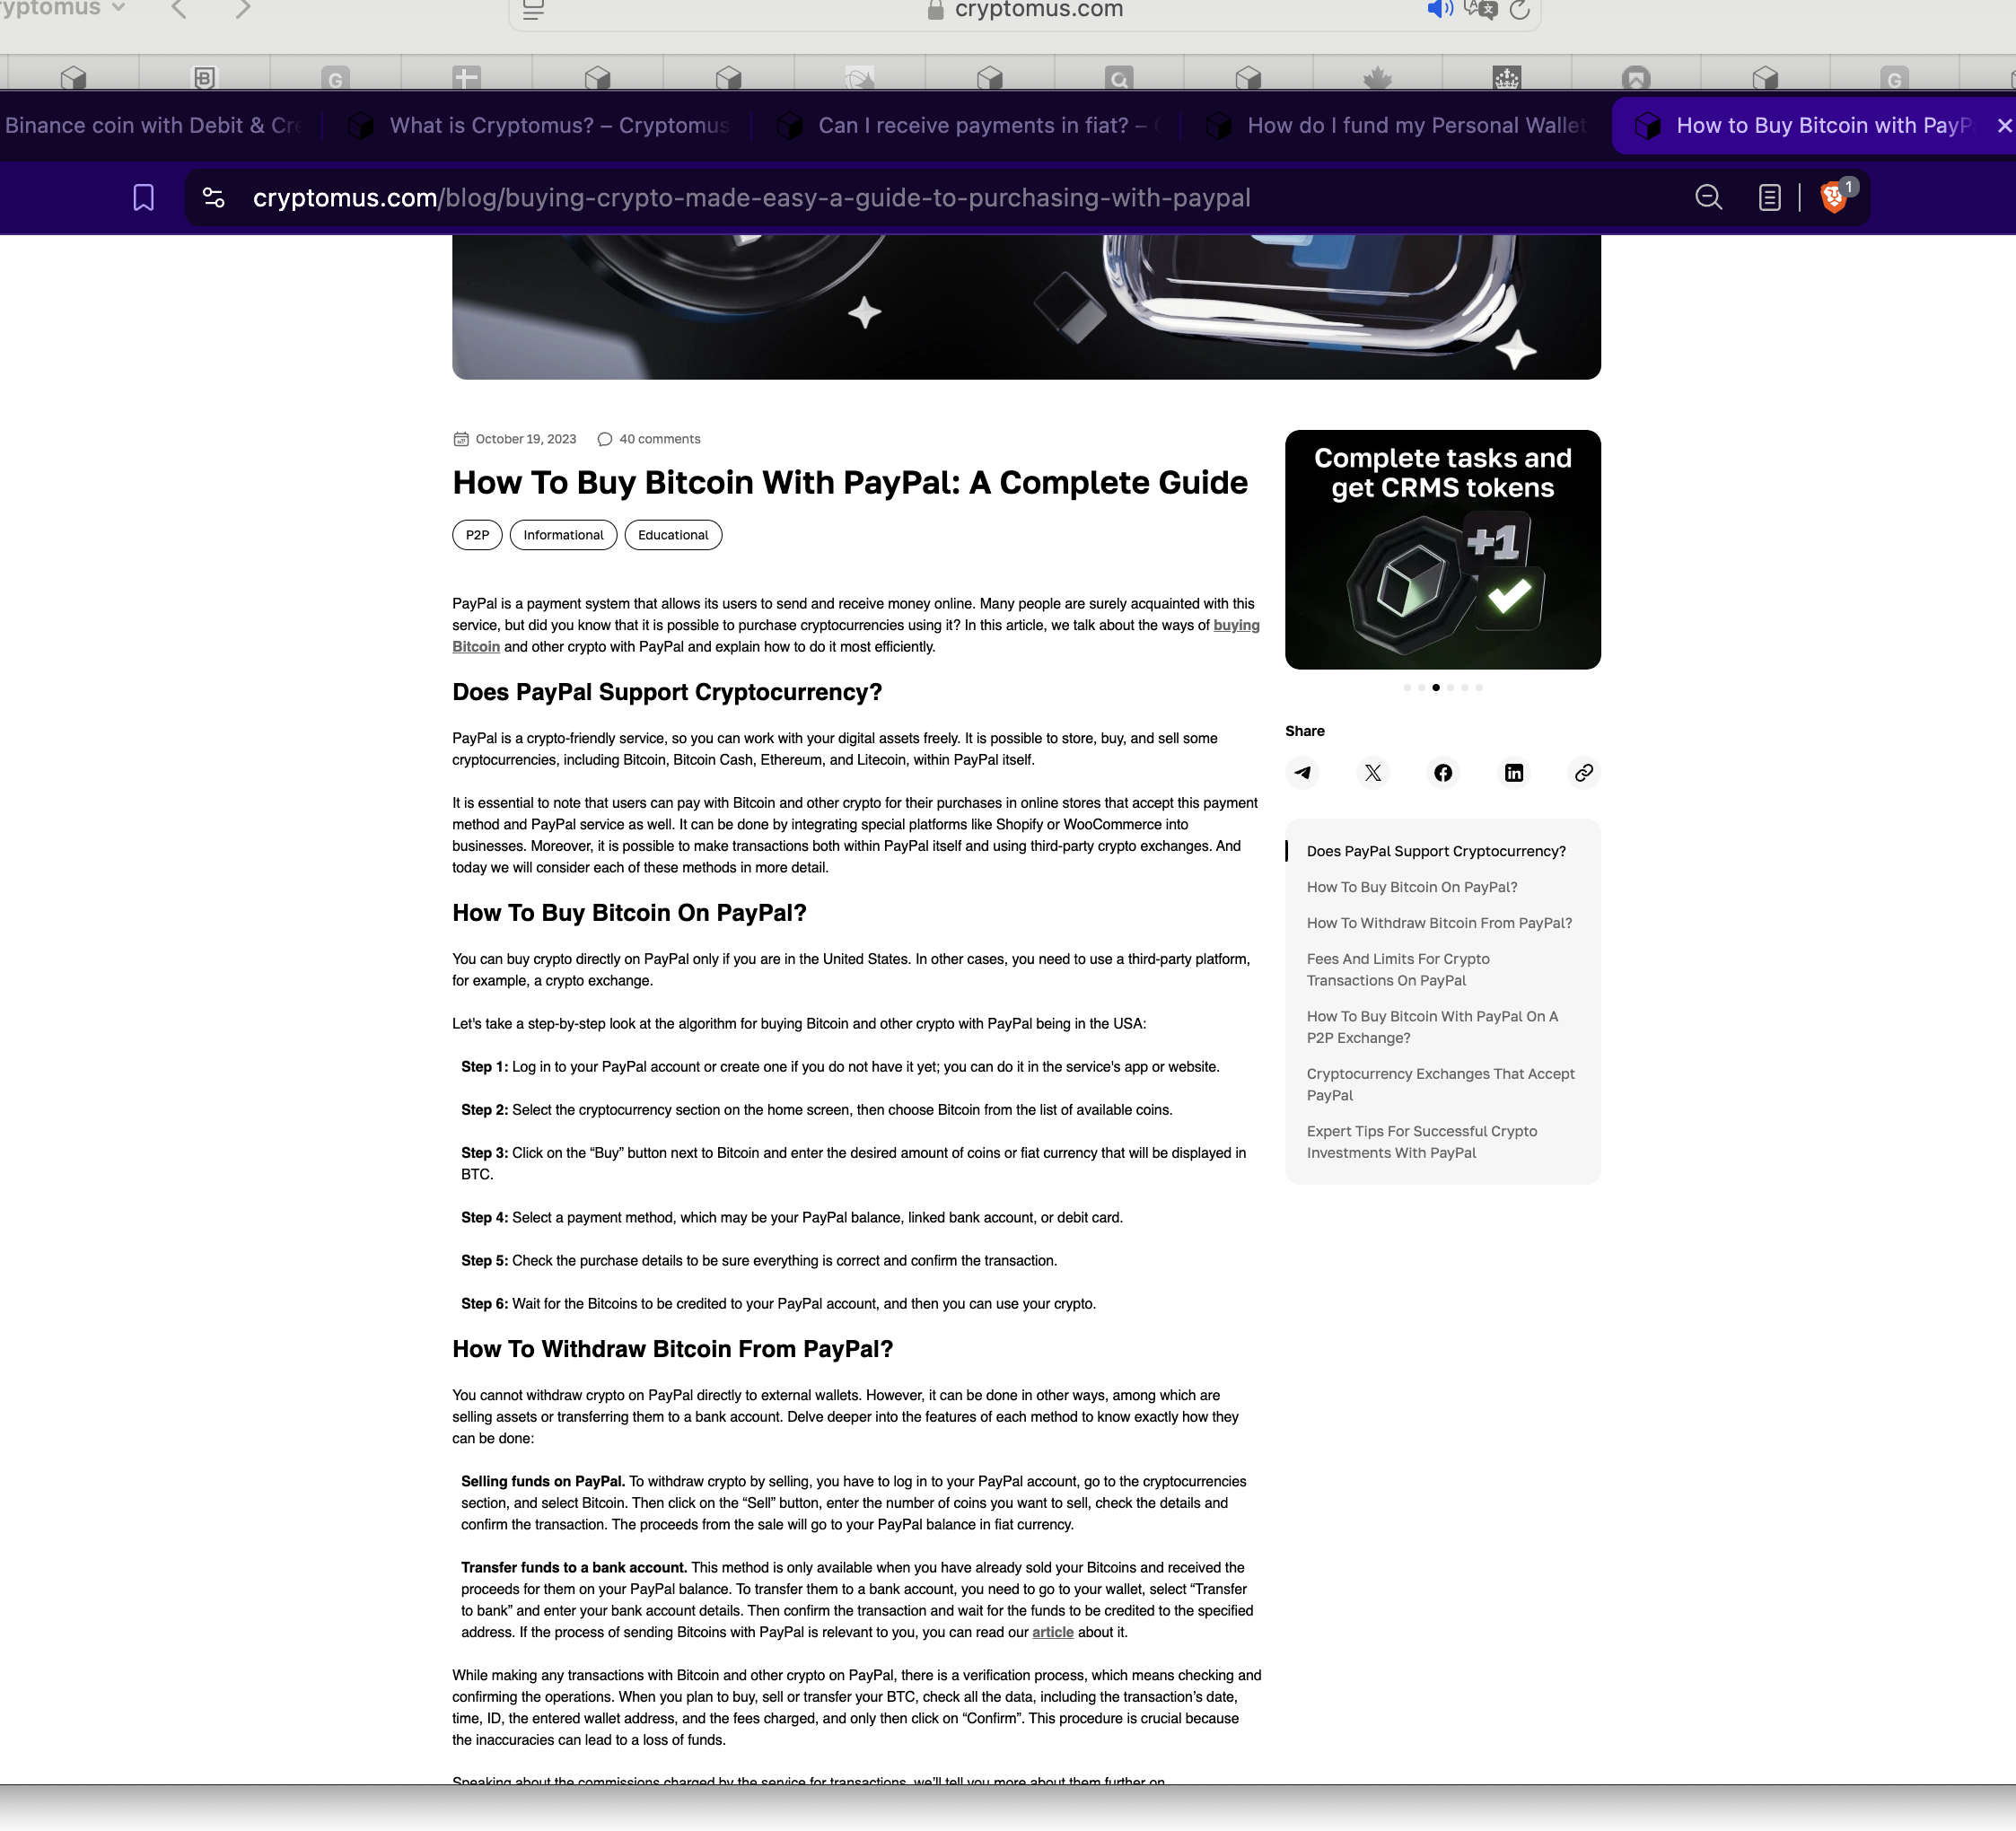 cryptomus.com
Binance coin with Debit &
What is Cryptomus? – Cryptomus
Can I receive payments in fiat? –
How do I fund my Personal Wallet
How to Buy Bitcoin with
cryptomus.com/blog/buying-crypto-made-easy-a-guide-to-purchasing-with-paypal
1
October 19, 2023
40 comments
How To Buy Bitcoin With PayPal: A Complete Guide
P2P
Informational
Educational
PayPal is a payment system that allows its users to send and receive money online. Many people are surely acquainted with this
service, but did you know that it is possible to purchase cryptocurrencies using it? In this article, we talk about the ways of buying
Bitcoin and other crypto with PayPal and explain how to do it most efficiently.
Does PayPal Support Cryptocurrency?
PayPal is a crypto-friendly service, so you can work with your digital assets freely. It is possible to store, buy, and sell some
cryptocurrencies, including Bitcoin, Bitcoin Cash, Ethereum, and Litecoin, within PayPal itself.
It is essential to note that users can pay with Bitcoin and other crypto for their purchases in online stores that accept this payment
method and PayPal service as well. It can be done by integrating special platforms like Shopify or WooCommerce into
businesses. Moreover, it is possible to make transactions both within PayPal itself and using third-party crypto exchanges. And
today we will consider each of these methods in more detail.
How To Buy Bitcoin On PayPal?
You can buy crypto directly on PayPal only if you are in the United States. In other cases, you need to use a third-party platform,
for example, a crypto exchange.
Let's take a step-by-step look at the algorithm for buying Bitcoin and other crypto with PayPal being in the USA:
Step 1: Log in to your PayPal account or create one if you do not have it yet; you can do it in the service's app or website.
Step 2: Select the cryptocurrency section on the home screen, then choose Bitcoin from the list of available coins.
Step 3: Click on the “Buy” button next to Bitcoin and enter the desired amount of coins or fiat currency that will be displayed in
BTC.
Step 4: Select a payment method, which may be your PayPal balance, linked bank account, or debit card.
Step 5: Check the purchase details to be sure everything is correct and confirm the transaction.
Step 6: Wait for the Bitcoins to be credited to your PayPal account, and then you can use your crypto.
How To Withdraw Bitcoin From PayPal?
You cannot withdraw crypto on PayPal directly to external wallets. However, it can be done in other ways, among which are
selling assets or transferring them to a bank account. Delve deeper into the features of each method to know exactly how they
can be done:
Selling funds on PayPal. To withdraw crypto by selling, you have to log in to your PayPal account, go to the cryptocurrencies
section, and select Bitcoin. Then click on the “Sell” button, enter the number of coins you want to sell, check the details and
confirm the transaction. The proceeds from the sale will go to your PayPal balance in fiat currency.
Transfer funds to a bank account. This method is only available when you have already sold your Bitcoins and received the
proceeds for them on your PayPal balance. To transfer them to a bank account, you need to go to your wallet, select “Transfer
to bank” and enter your bank account details. Then confirm the transaction and wait for the funds to be credited to the specified
address. If the process of sending Bitcoins with PayPal is relevant to you, you can read our article about it.
While making any transactions with Bitcoin and other crypto on PayPal, there is a verification process, which means checking and
confirming the operations. When you plan to buy, sell or transfer your BTC, check all the data, including the transaction’s date,
time, ID, the entered wallet address, and the fees charged, and only then click on “Confirm”. This procedure is crucial because
the inaccuracies can lead to a loss of funds.
Speaking about the commissions charged by the service for transactions, we’ll tell you more about them further on
Complete tasks and
get CRMS tokens
+1
Share
Does PayPal Support Cryptocurrency?
How To Buy Bitcoin On PayPal?
How To Withdraw Bitcoin From PayPal?
Fees And Limits For Crypto
Transactions On PayPal
How To Buy Bitcoin With PayPal On A
P2P Exchange?
Cryptocurrency Exchanges That Accept
PayPal
Expert Tips For Successful Crypto
Investments With PayPal